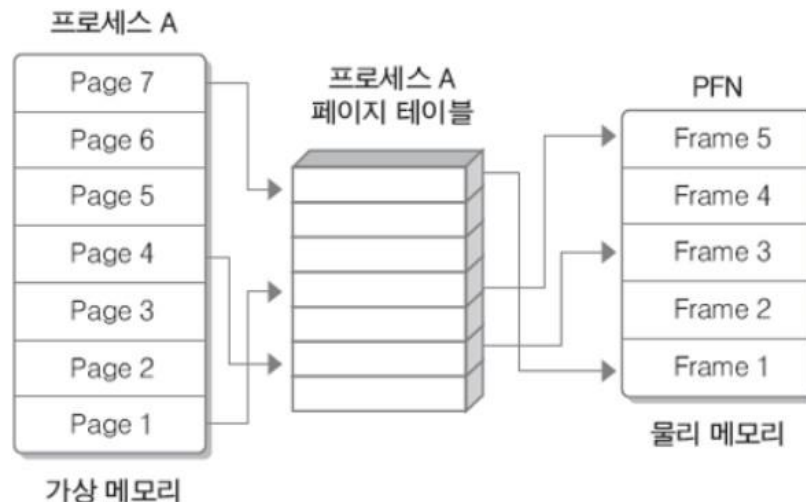 프로세스 A
Page 7
Page 6
Page 5
Page 4
Page 3
Page 2
Page 1
가상 메모리
프로세스 A
페이지 테이블
PFN
Frame 5
Frame 4
Frame 3
Frame 2
Frame 1
물리 메모리